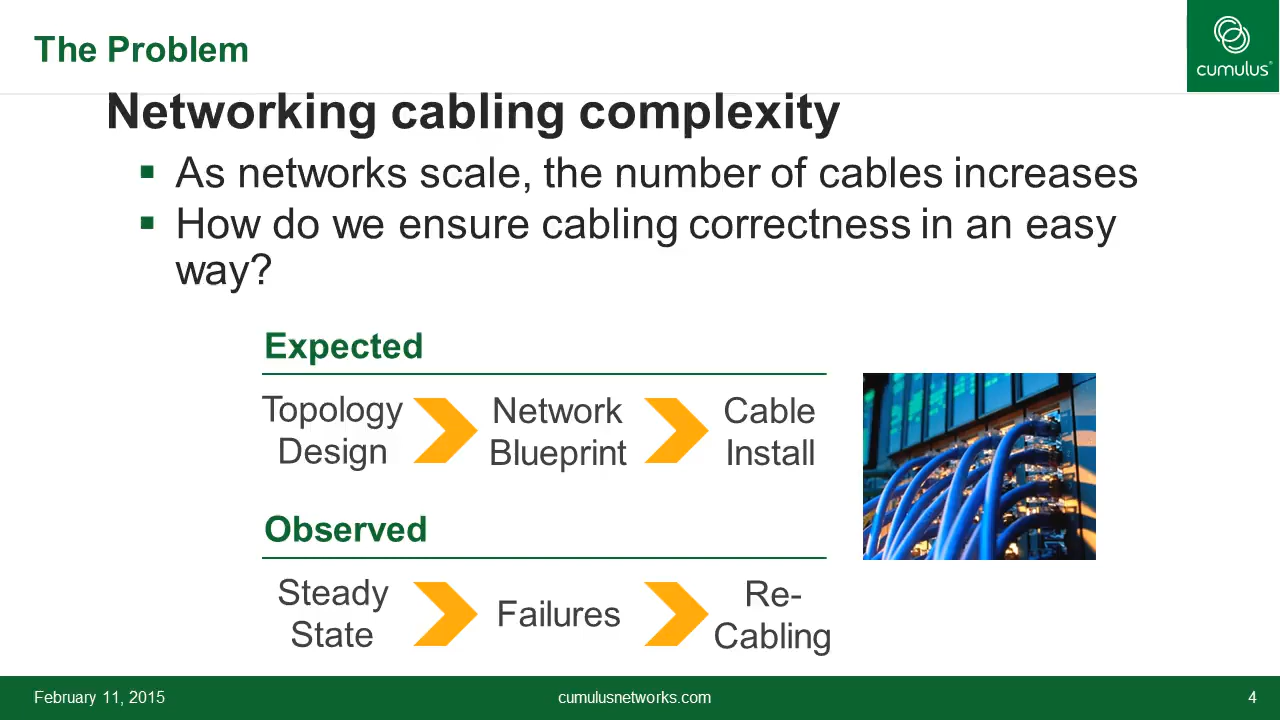 The Problem
cumulus®
Networking cabling complexity
▪ As networks scale, the number of cables increases
▪ How do we ensure cabling correctness in an easy
way?
Expected
Topology
Design
Network
Blueprint
Cable
Install
Observed
Steady
State
Failures
Re-
Cabling
February 11, 2015
cumulusnetworks.com
4